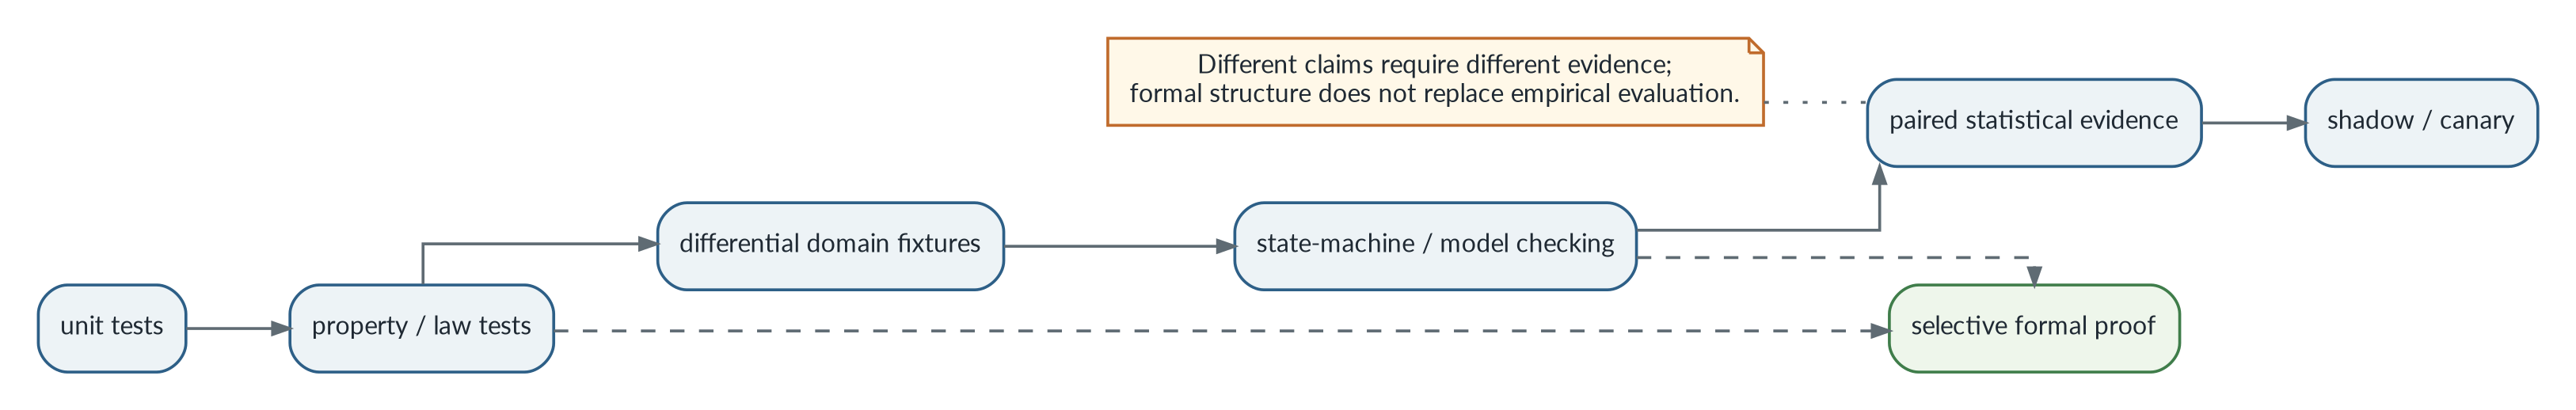 Different claims require different evidence;
formal structure does not replace empirical evaluation.
paired statistical evidence
shadow / canary
differential domain fixtures
state-machine / model checking
unit tests
property / law tests
selective formal proof